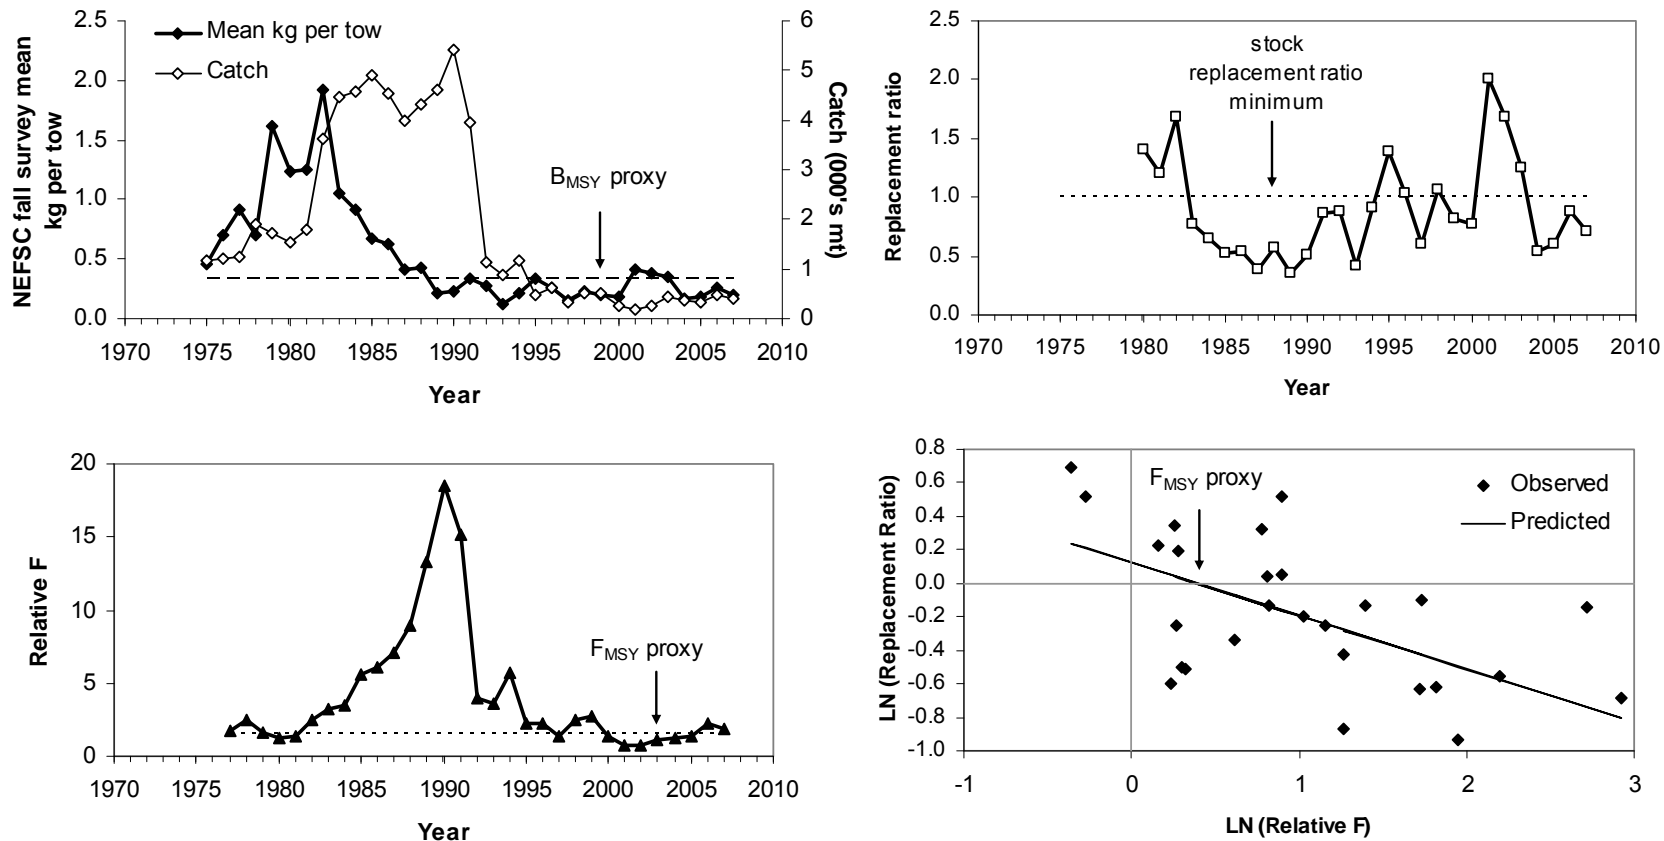 NEFSC fall survey mean
kg per tow
2.5
2.0
1.5
1.0
0.5
0.0
Mean kg per tow
Catch
B MSY proxy
6
5
4
3
2
1
0
Catch (000's mt)
1970 1975 1980 1985 1990 1995 2000 2005 2010
Year
Replacement ratio
2.5
2.0
1.5
1.0
0.5
0.0
stock
replacement ratio
minimum
1970 1975 1980 1985 1990 1995 2000 2005 2010
Year
Relative F
20
15
10
5
0
F MSY proxy
1970 1975 1980 1985 1990 1995 2000 2005 2010
Year
LN (Replacement Ratio)
0.8
0.6
0.4
0.2
0.0
-0.2
-0.4
-0.6
-0.8
-1.0
F MSY proxy
Observed
Predicted
-1 0 1 2 3
LN (Relative F)